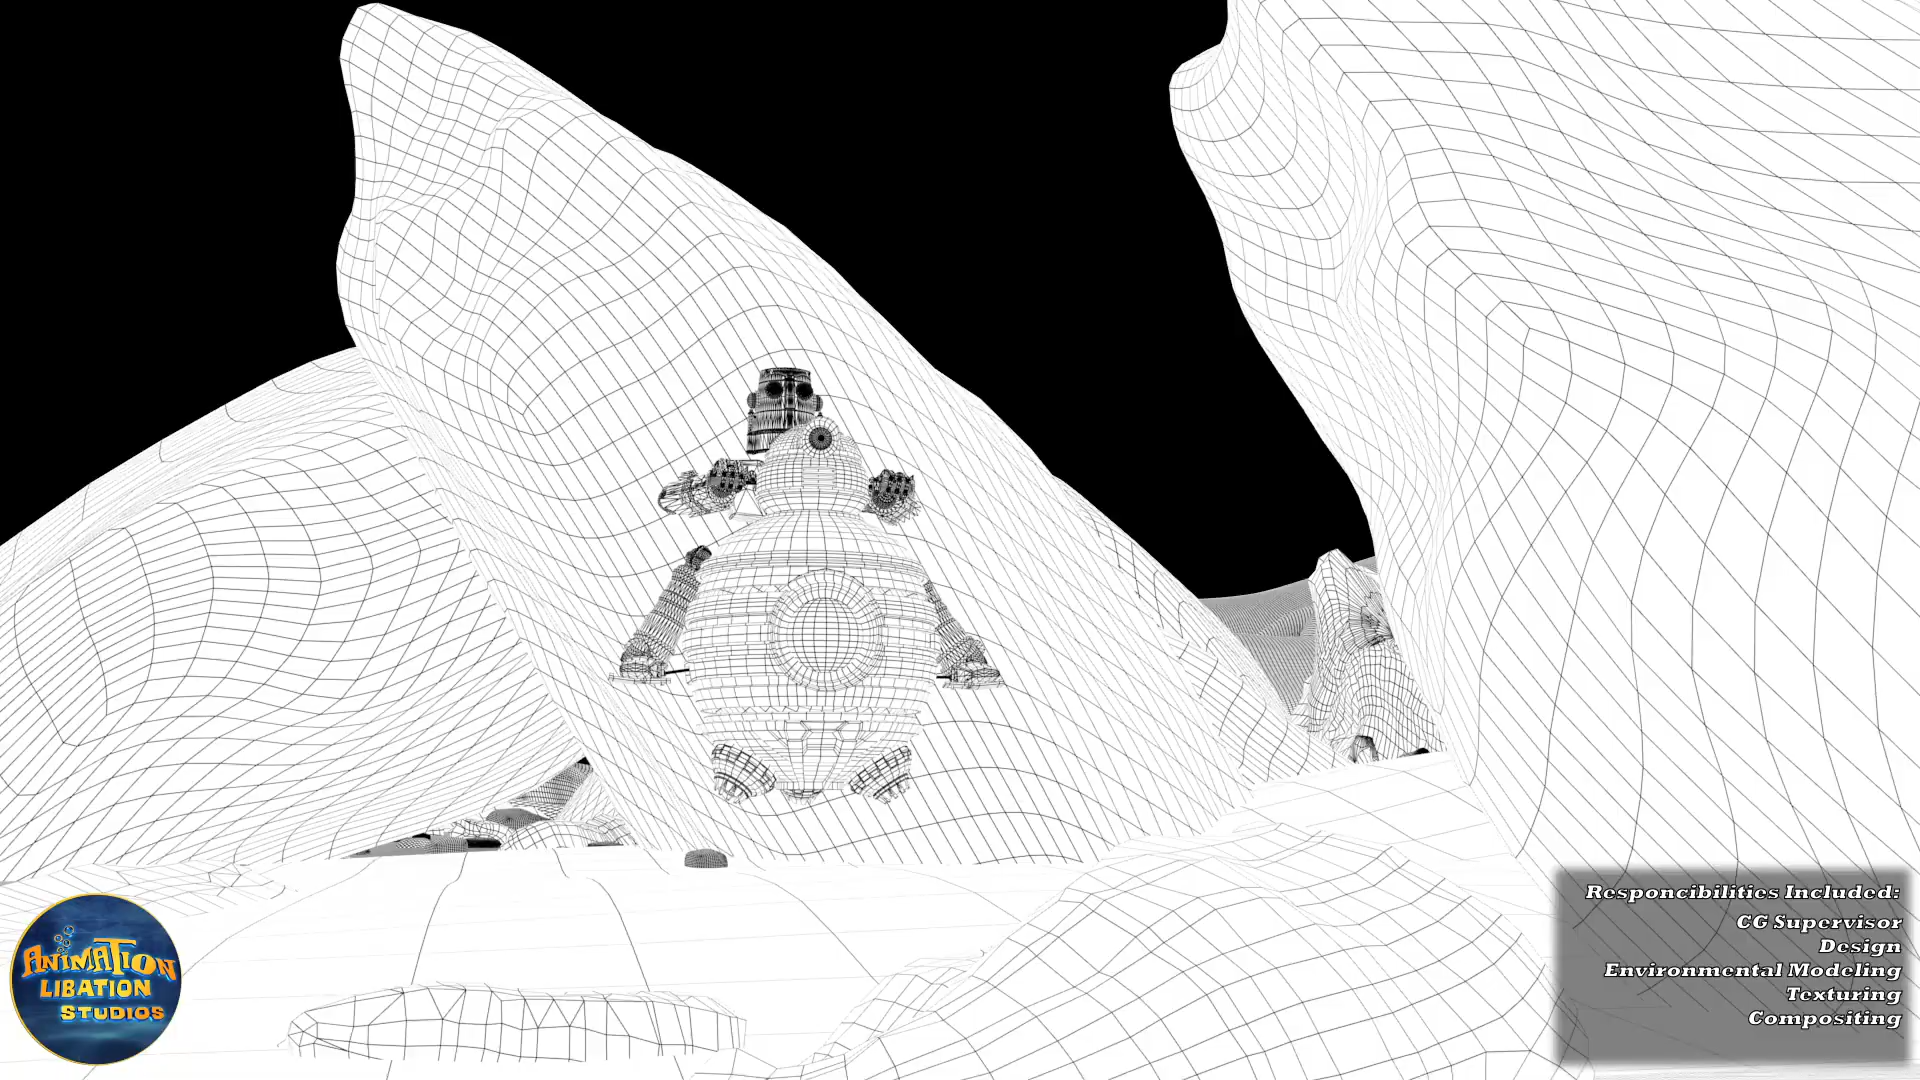 ANIMATION
LIBATION
STUDIOS
Responcibilities Included:
CG Supervisor
Design
Environmental Modeling
Texturing
Compositing